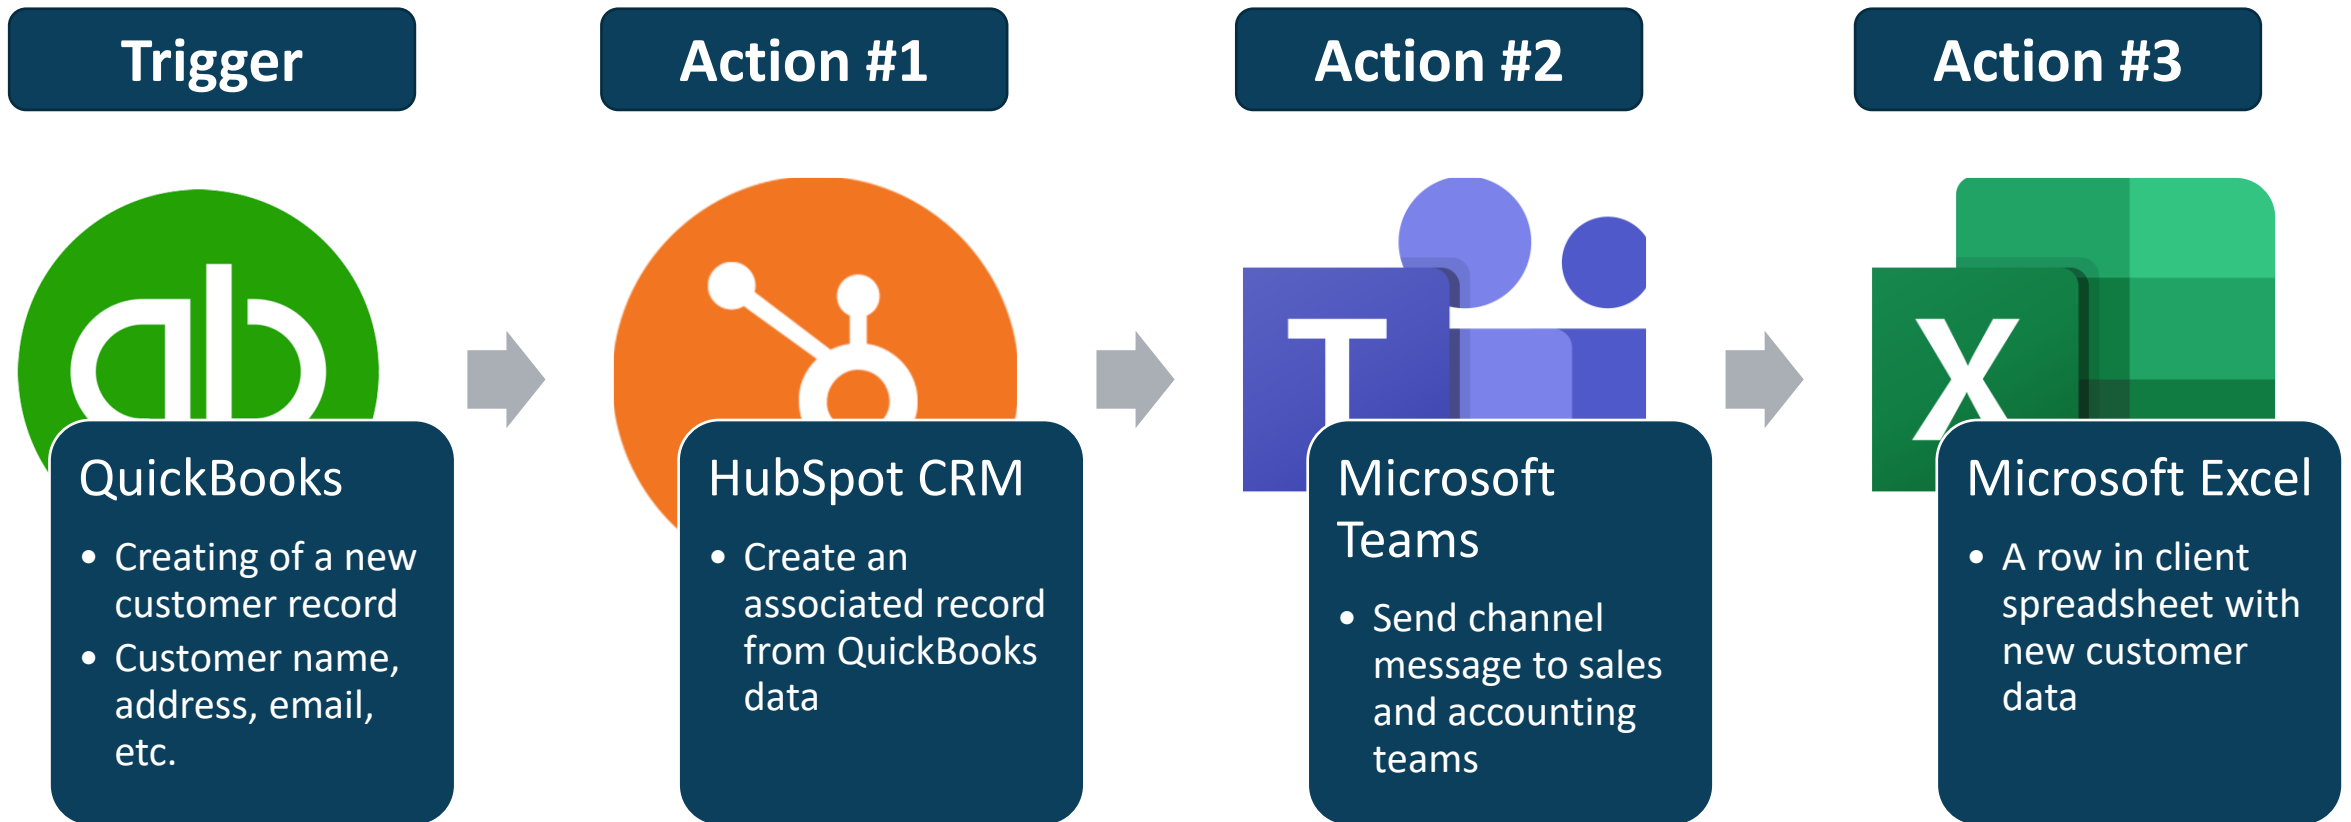 Trigger
Action #1
Action #2
Action #3
qb
T
X
QuickBooks
• Creating of a new
customer record
• Customer name,
address, email,
etc.
HubSpot CRM
• Create an
associated record
from QuickBooks
data
Microsoft
Teams
• Send channel
message to sales
and accounting
teams
Microsoft Excel
• A row in client
spreadsheet with
new customer
data